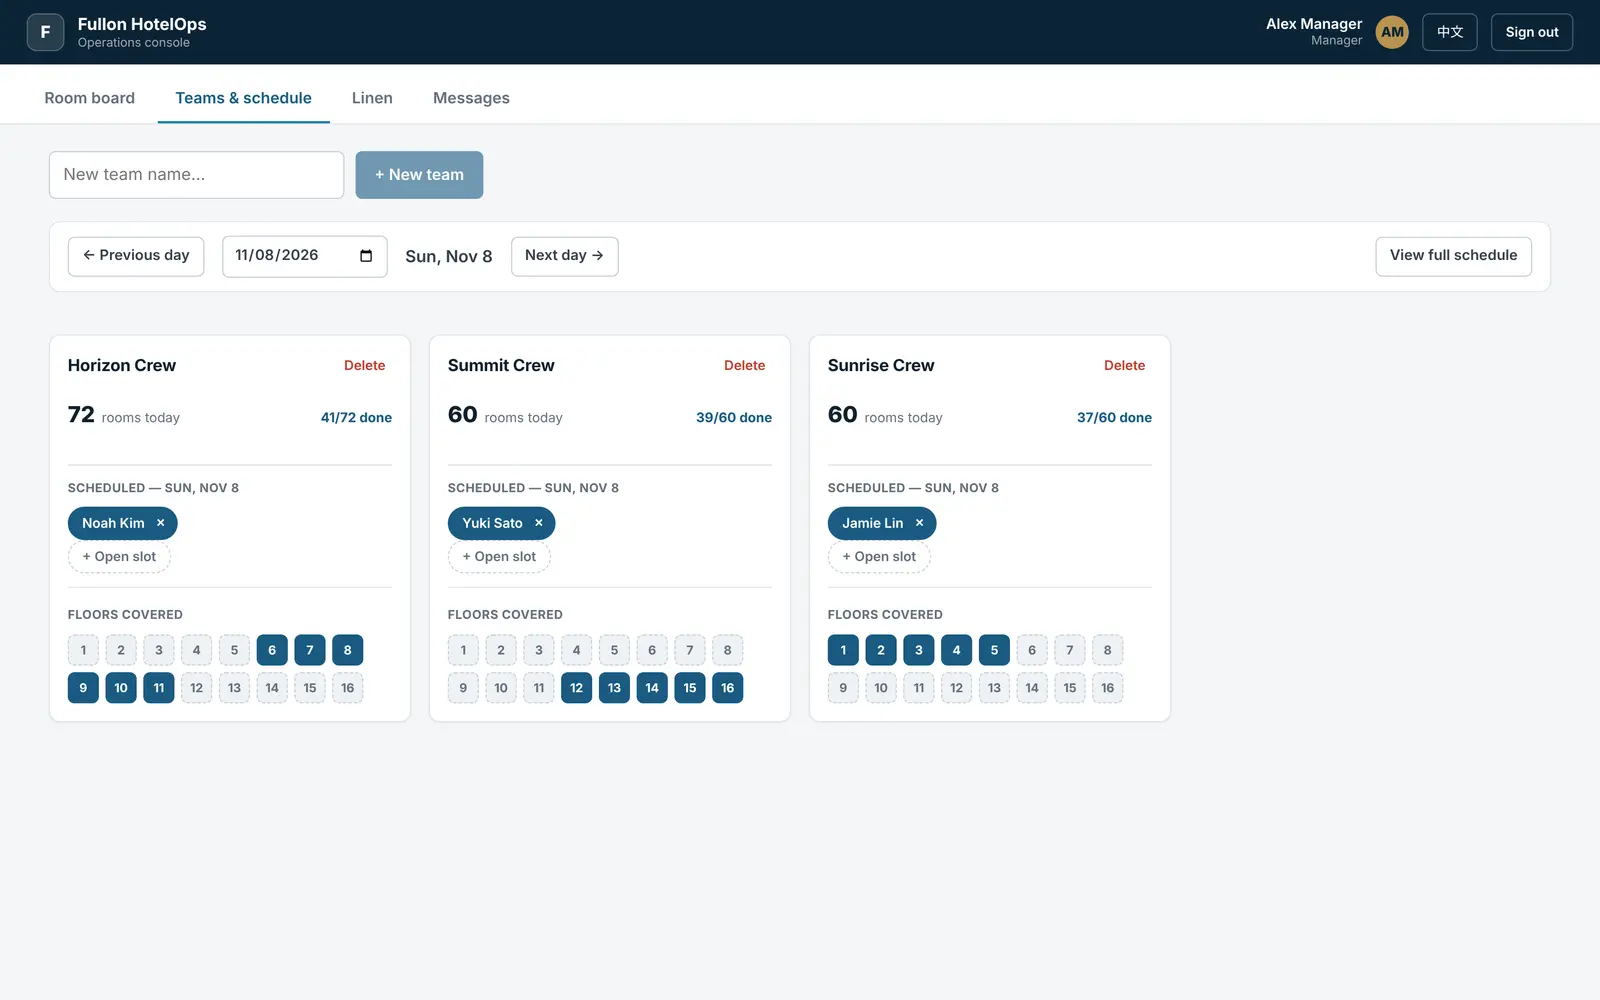 F
Fullon HotelOps
Operations console
Alex Manager
Manager
AM
中文
Sign out
Room board
Teams & schedule
Linen
Messages
New team name...
+ New team
← Previous day
11/08/2026
Sun, Nov 8
Next day →
View full schedule
Horizon Crew
Delete
72 rooms today
41/72 done
SCHEDULED — SUN, NOV 8
Noah Kim ×
+ Open slot
FLOORS COVERED
1 2 3 4 5 6 7 8
9 10 11 12 13 14 15 16
Summit Crew
Delete
60 rooms today
39/60 done
SCHEDULED — SUN, NOV 8
Yuki Sato ×
+ Open slot
FLOORS COVERED
1 2 3 4 5 6 7 8
9 10 11 12 13 14 15 16
Sunrise Crew
Delete
60 rooms today
37/60 done
SCHEDULED — SUN, NOV 8
Jamie Lin ×
+ Open slot
FLOORS COVERED
1 2 3 4 5 6 7 8
9 10 11 12 13 14 15 16